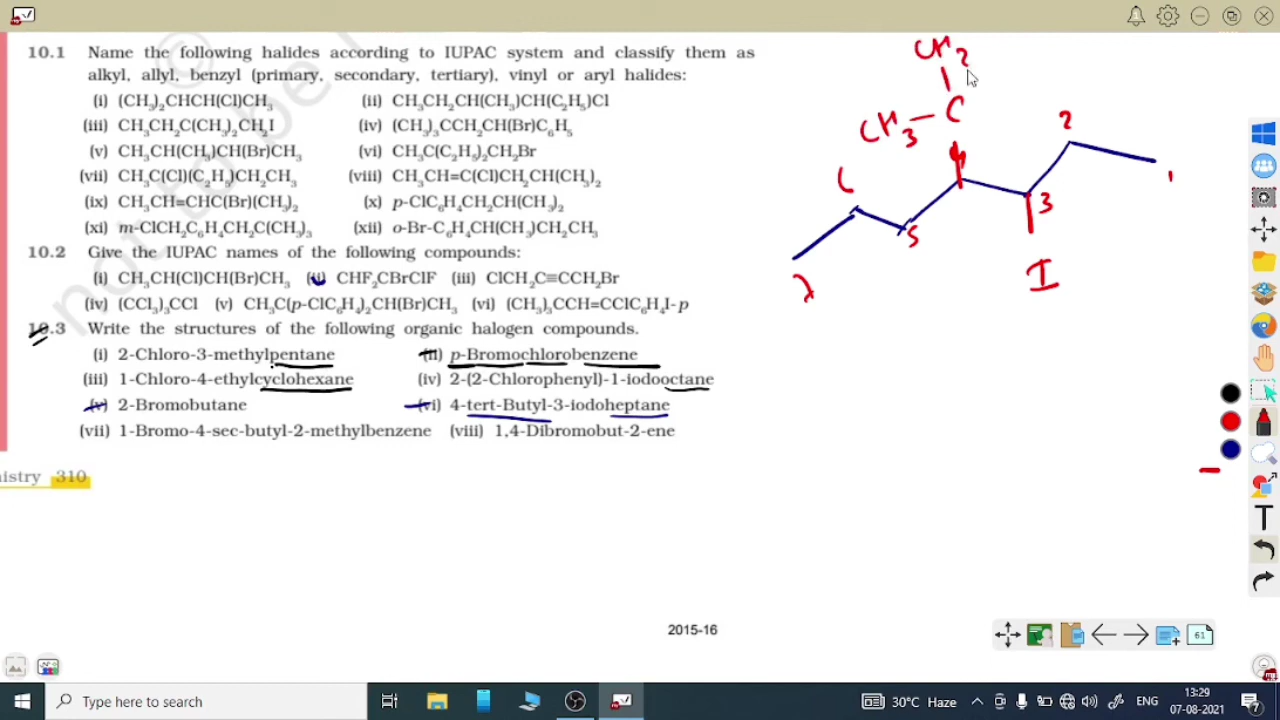 10.1 Name the following halides according to IUPAC system and classify them as
alkyl, allyl, benzyl (primary, secondary, tertiary), vinyl or aryl halides:
(i) (CH₃)₂CHCH(Cl)CH₃ (ii) CH₃CH₂CH(CH₃)CH(C₂H₅)Cl
(iii) CH₃CH₂C(CH₃)₂CH₂I (iv) (CH₃)₃CCH₂CH(Br)C₆H₅
(v) CH₃CH(CH₃)CH(Br)CH₃ (vi) CH₃C(C₂H₅)₂CH₂Br
(vii) CH₃C(Cl)(C₂H₅)CH₂CH₃ (viii) CH₃CH=C(Cl)CH₂CH(CH₃)₂
(ix) CH₃CH=CHC(Br)(CH₃)₂ (x) p-ClC₆H₄CH₂CH(CH₃)₂
(xi) m-ClCH₂C₆H₄CH₂C(CH₃)₃ (xii) o-Br-C₆H₄CH(CH₃)CH₂CH₃
10.2 Give the IUPAC names of the following compounds:
(i) CH₃CH(Cl)CH(Br)CH₃ (ii) CHF₂CBrClF (iii) ClCH₂C≡CCH₂Br
(iv) (CCl₃)₃CCl (v) CH₃C(p-ClC₆H₄)₂CH(Br)CH₃ (vi) (CH₃)₃CCH=CClC₆H₄I-p
10.3 Write the structures of the following organic halogen compounds.
(i) 2-Chloro-3-methylpentane (ii) p-Bromochlorobenzene
(iii) 1-Chloro-4-ethylcyclohexane (iv) 2-(2-Chlorophenyl)-1-iodooctane
(v) 2-Bromobutane (vi) 4-tert-Butyl-3-iodoheptane
(vii) 1-Bromo-4-sec-butyl-2-methylbenzene (viii) 1,4-Dibromobut-2-ene
istry 310
not to be
2015-16
CH₂
CH₃-C
2
1
3
4
5
6
7
I
61
T
Type here to search
30°C Haze
ENG
13:29
07-08-2021